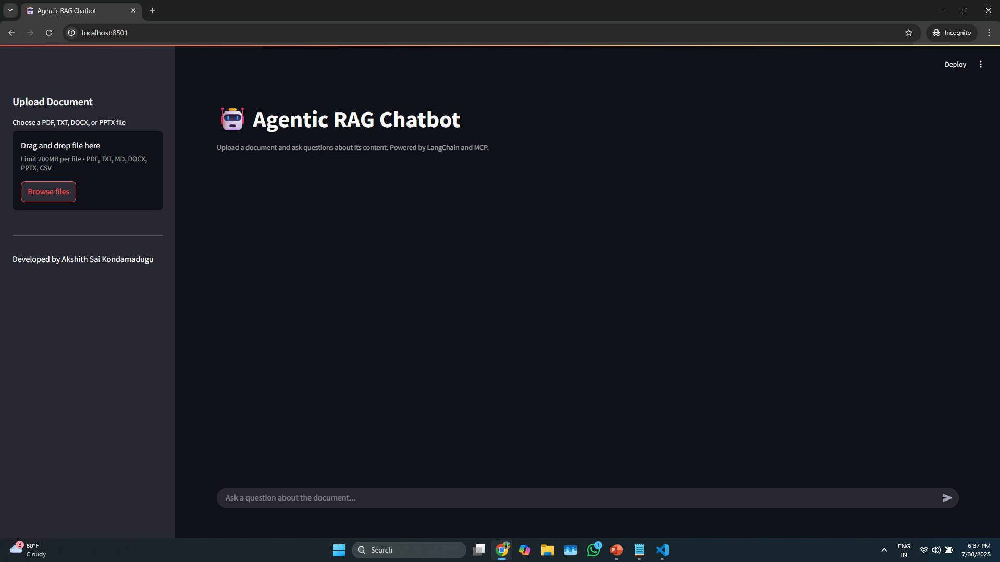 Agentic RAG Chatbot
localhost:8501
Incognito
Deploy
Upload Document
Choose a PDF, TXT, DOCX, or PPTX file
Drag and drop file here
Limit 200MB per file • PDF, TXT, MD, DOCX,
PPTX, CSV
Browse files
Developed by Akshith Sai Kondamadugu
Agentic RAG Chatbot
Upload a document and ask questions about its content. Powered by LangChain and MCP.
Ask a question about the document...
3
80°F
Cloudy
Search
1
P
ENG
IN
6:37 PM
7/30/2025